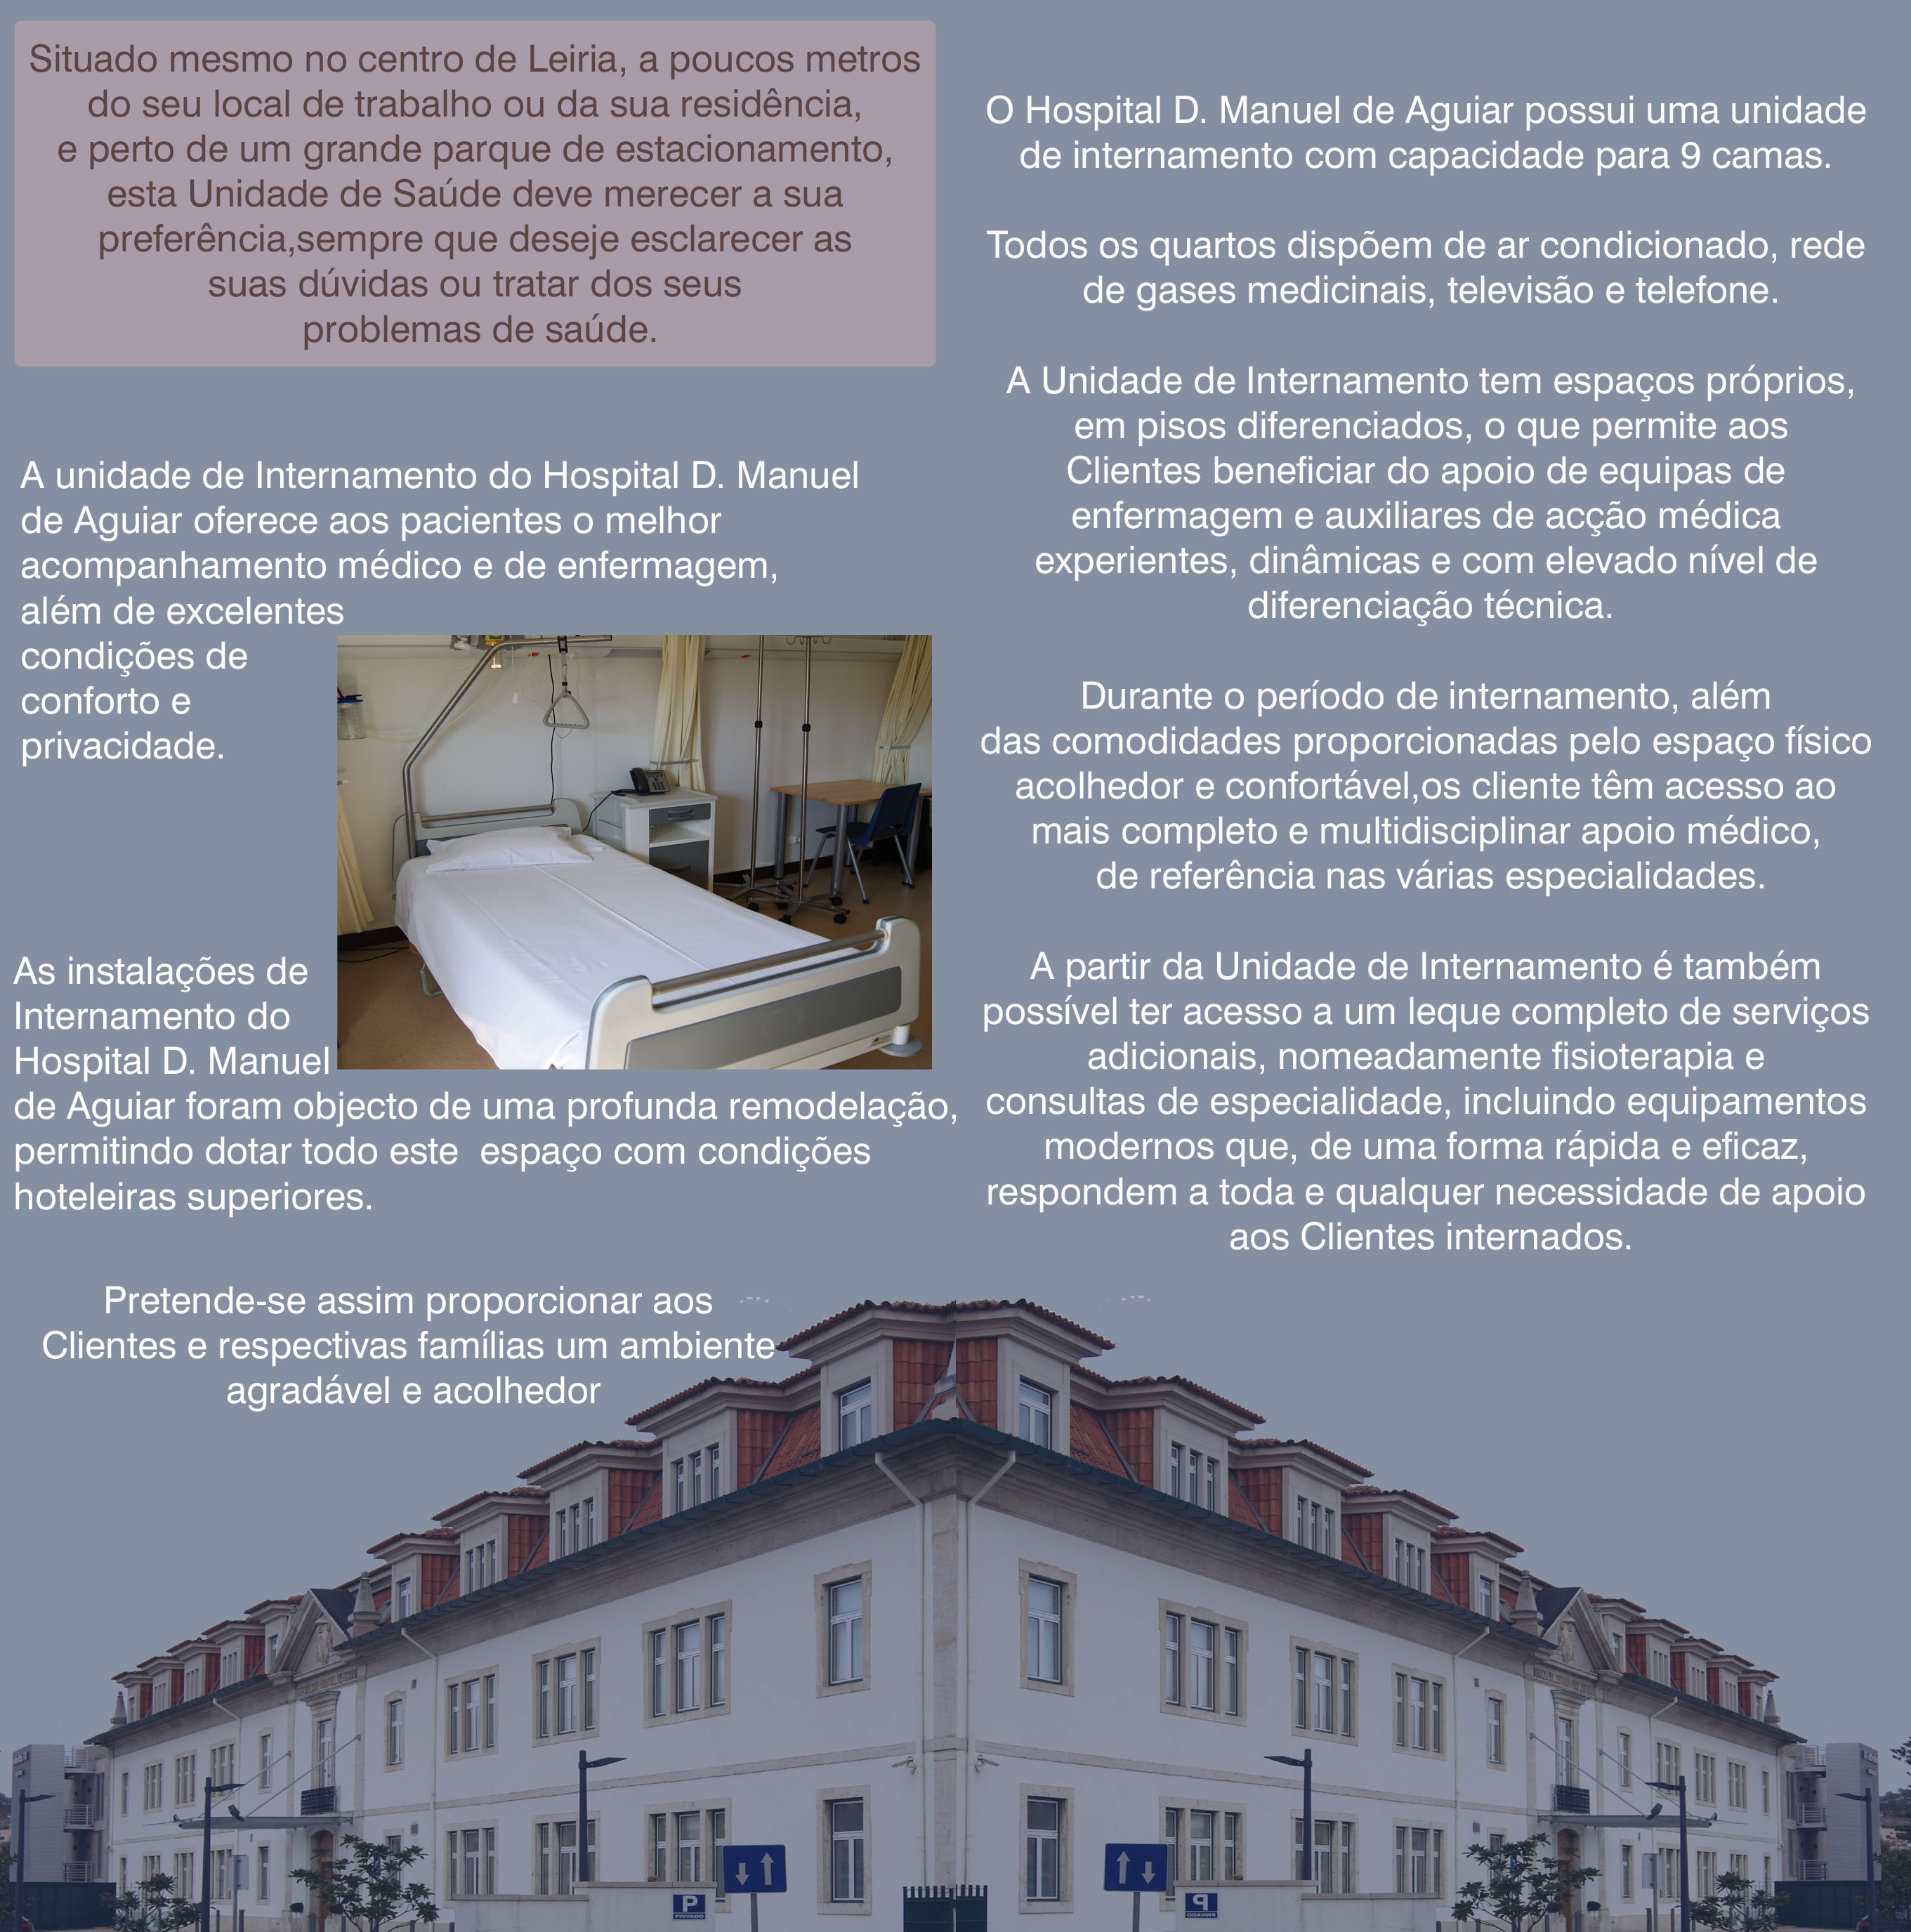 Situado mesmo no centro de Leiria, a poucos metros
do seu local de trabalho ou da sua residência,
e perto de um grande parque de estacionamento,
esta Unidade de Saúde deve merecer a sua
preferência,sempre que deseje esclarecer as
suas dúvidas ou tratar dos seus
problemas de saúde.
A unidade de Internamento do Hospital D. Manuel
de Aguiar oferece aos pacientes o melhor
acompanhamento médico e de enfermagem,
além de excelentes
condições de
conforto e
privacidade.
As instalações de
Internamento do
Hospital D. Manuel
de Aguiar foram objecto de uma profunda remodelação,
permitindo dotar todo este  espaço com condições
hoteleiras superiores.
Pretende-se assim proporcionar aos
Clientes e respectivas famílias um ambiente
agradável e acolhedor
O Hospital D. Manuel de Aguiar possui uma unidade
de internamento com capacidade para 9 camas.
Todos os quartos dispõem de ar condicionado, rede
de gases medicinais, televisão e telefone.
A Unidade de Internamento tem espaços próprios,
em pisos diferenciados, o que permite aos
Clientes beneficiar do apoio de equipas de
enfermagem e auxiliares de acção médica
experientes, dinâmicas e com elevado nível de
diferenciação técnica.
Durante o período de internamento, além
das comodidades proporcionadas pelo espaço físico
acolhedor e confortável,os cliente têm acesso ao
mais completo e multidisciplinar apoio médico,
de referência nas várias especialidades.
A partir da Unidade de Internamento é também
possível ter acesso a um leque completo de serviços
adicionais, nomeadamente fisioterapia e
consultas de especialidade, incluindo equipamentos
modernos que, de uma forma rápida e eficaz,
respondem a toda e qualquer necessidade de apoio
aos Clientes internados.
P
PRIVADO
P
PRIVADO